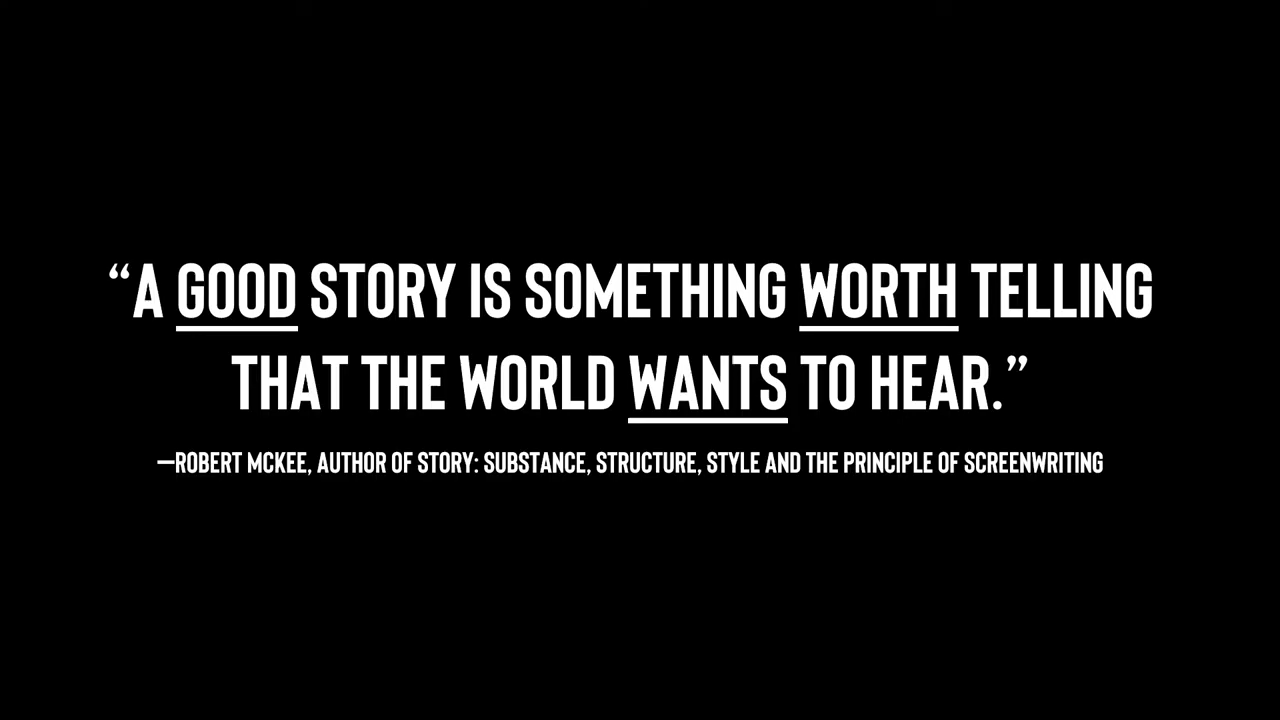 “A GOOD STORY IS SOMETHING WORTH TELLING
THAT THE WORLD WANTS TO HEAR.”
—ROBERT MCKEE, AUTHOR OF STORY: SUBSTANCE, STRUCTURE, STYLE AND THE PRINCIPLE OF SCREENWRITING